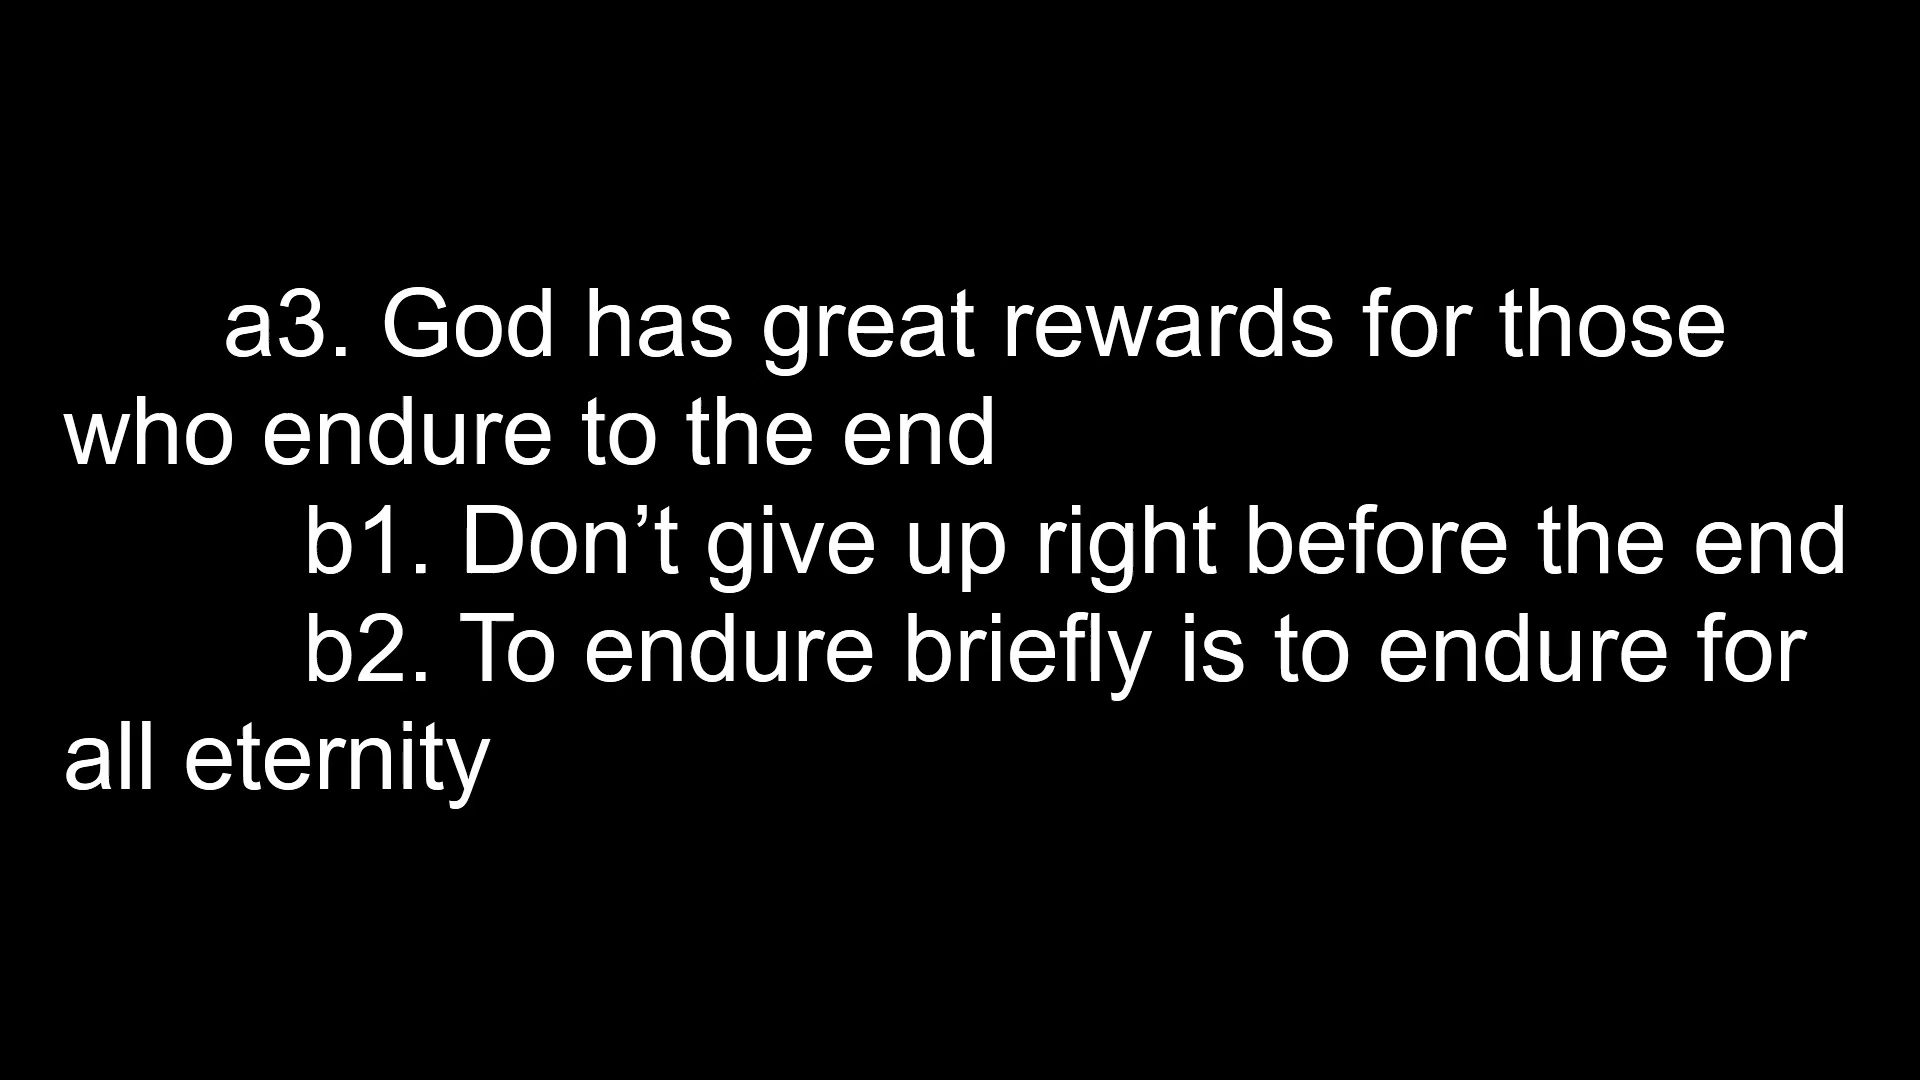 a3. God has great rewards for those
who endure to the end
b1. Don’t give up right before the end
b2. To endure briefly is to endure for
all eternity